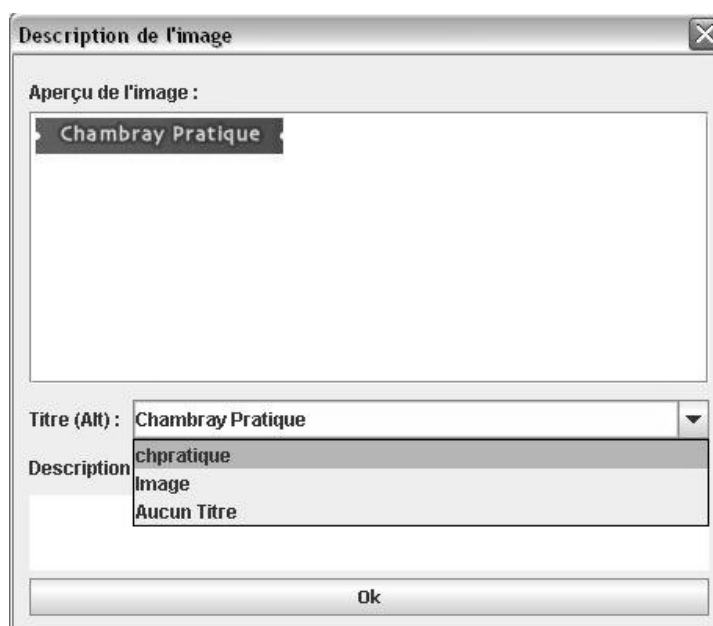 Description de l'image
Aperçu de l'image :
Chambray Pratique
Titre (Alt) : Chambray Pratique
chpratique
Description
Image
Aucun Titre
Ok